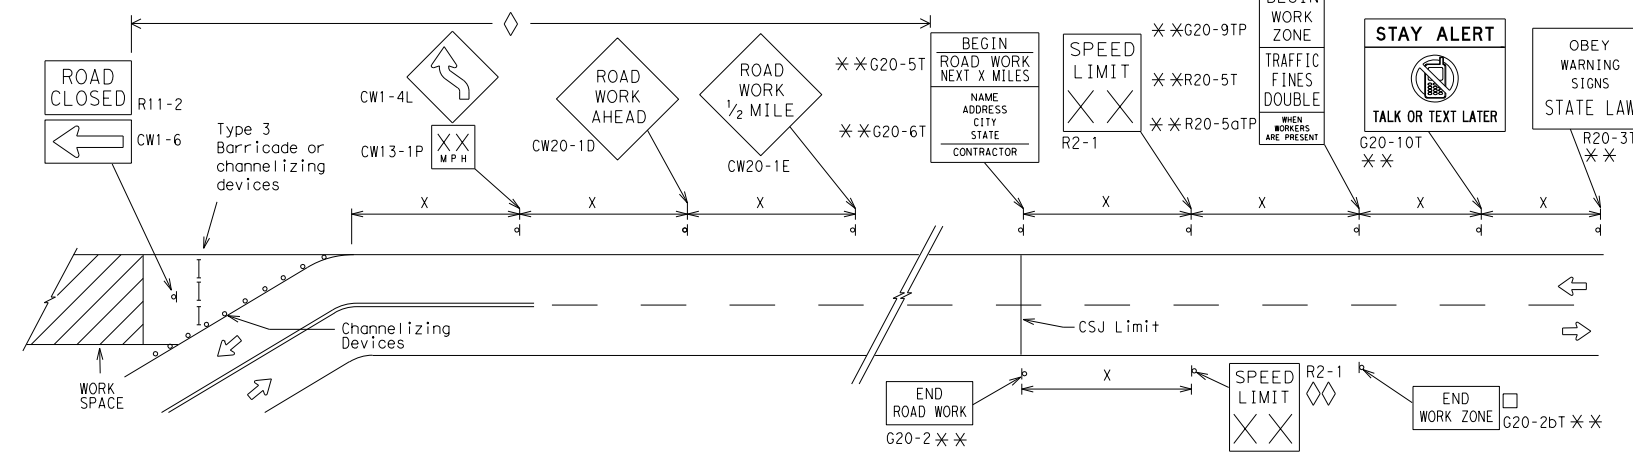 ROAD
CLOSED
R11-2
CW1-6
Type 3
Barricade or
channelizing
devices
CW1-4L
XX
MPH
CW13-1P
ROAD
WORK
AHEAD
CW20-1D
ROAD
WORK
1/2 MILE
CW20-1E
**G20-5T
BEGIN
ROAD WORK
NEXT X MILES
**G20-6T
NAME
ADDRESS
CITY
STATE
CONTRACTOR
SPEED
LIMIT
XX
R2-1
**G20-9TP
WORK
ZONE
**R20-5T
TRAFFIC
FINES
DOUBLE
**R20-5aTP
WHEN
WORKERS
ARE PRESENT
STAY ALERT
TALK OR TEXT LATER
G20-10T
**
OBEY
WARNING
SIGNS
STATE LAW
R20-3T
**
X
X
X
X
X
X
X
Channelizing
Devices
CSJ Limit
WORK
SPACE
END
ROAD WORK
G20-2**
X
SPEED
LIMIT
XX
R2-1
END
WORK ZONE
G20-2bT**